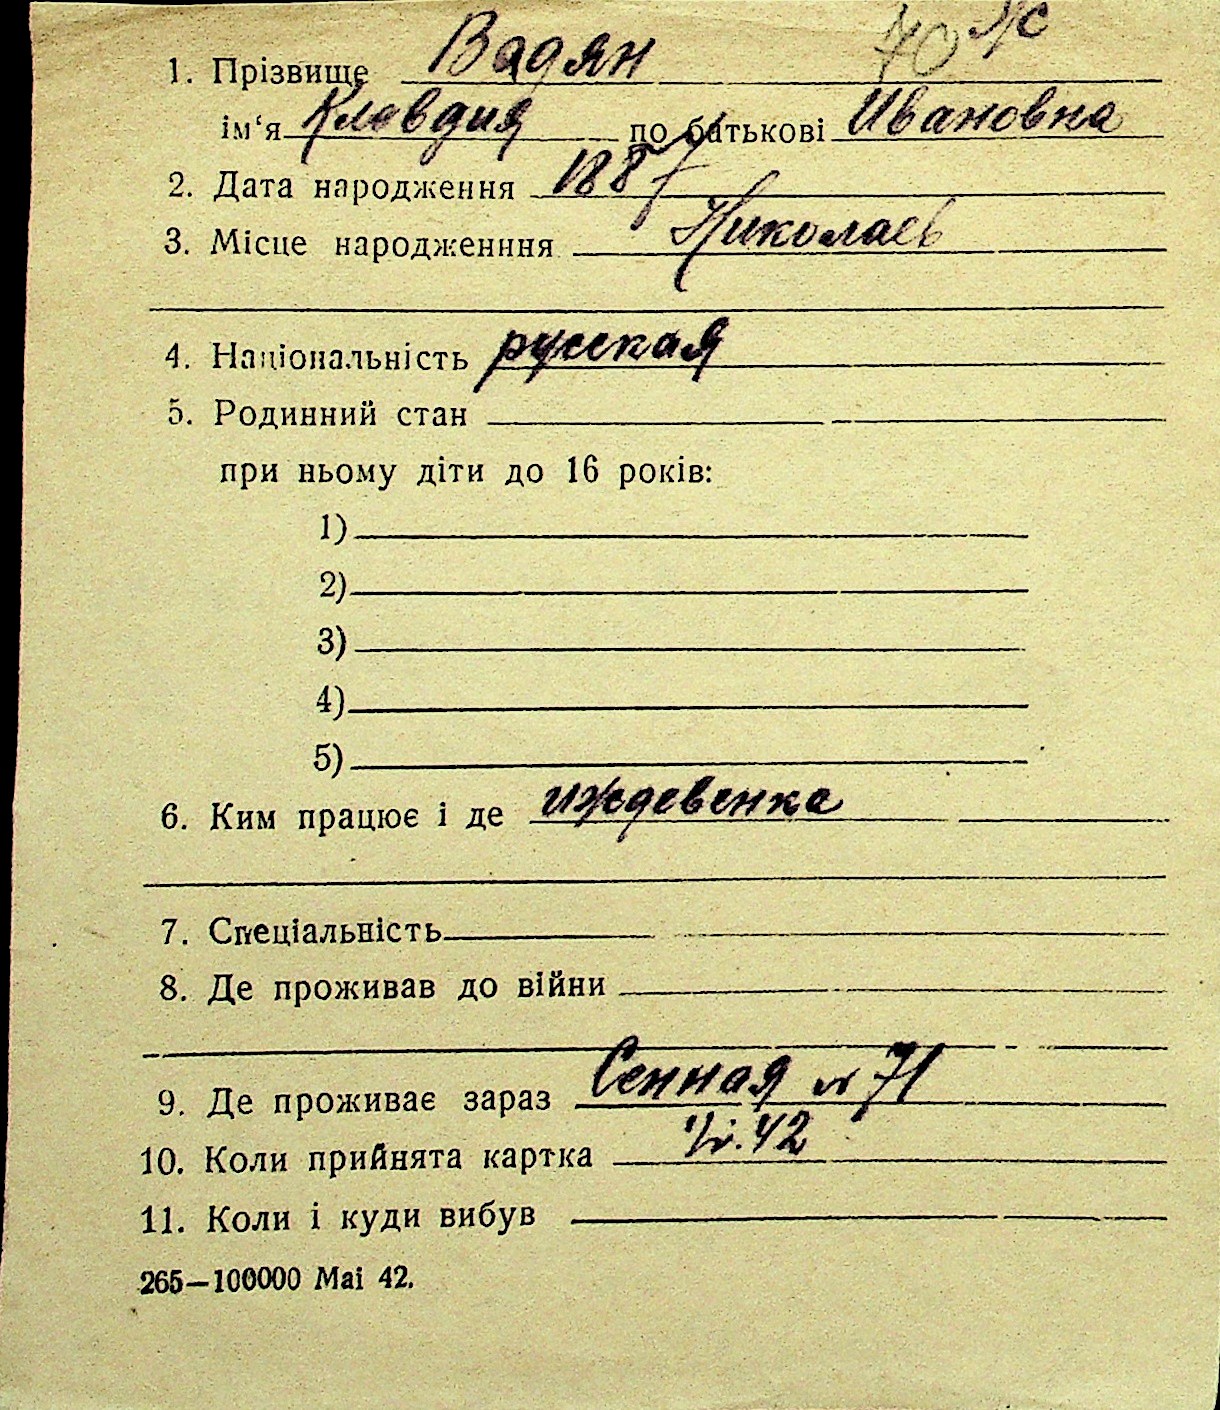 70 ж
1. Прізвище Вадян
ім‘я Клавдия по батькові Ивановна
2. Дата народження 1887
3. Місце народженння Николаев
4. Національність русская
5. Родинний стан
при ньому діти до 16 років:
1)
2)
3)
4)
5)
6. Ким працює і де иждевенка
7. Спеціальність
8. Де проживав до війни
9. Де проживає зараз Сенная № 71
10. Коли прийнята картка 42
11. Коли і куди вибув
265—100000 Mai 42.